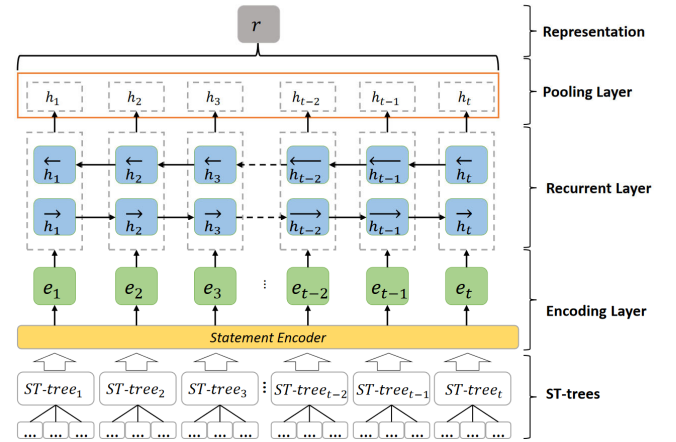 r
Representation
h₁ h₂ h₃ hₜ₋₂ hₜ₋₁ hₜ
Pooling Layer
←h₁ ←h₂ ←h₃ ←hₜ₋₂ ←hₜ₋₁ ←hₜ
Recurrent Layer
→h₁ →h₂ →h₃ →hₜ₋₂ →hₜ₋₁ →hₜ
e₁ e₂ e₃ ... eₜ₋₂ eₜ₋₁ eₜ
Encoding Layer
Statement Encoder
ST-tree₁ ST-tree₂ ST-tree₃ ... ST-treeₜ₋₂ ST-treeₜ₋₁ ST-treeₜ
ST-trees
... ... ... ... ... ... ... ... ... ... ... ... ... ... ... ... ... ...